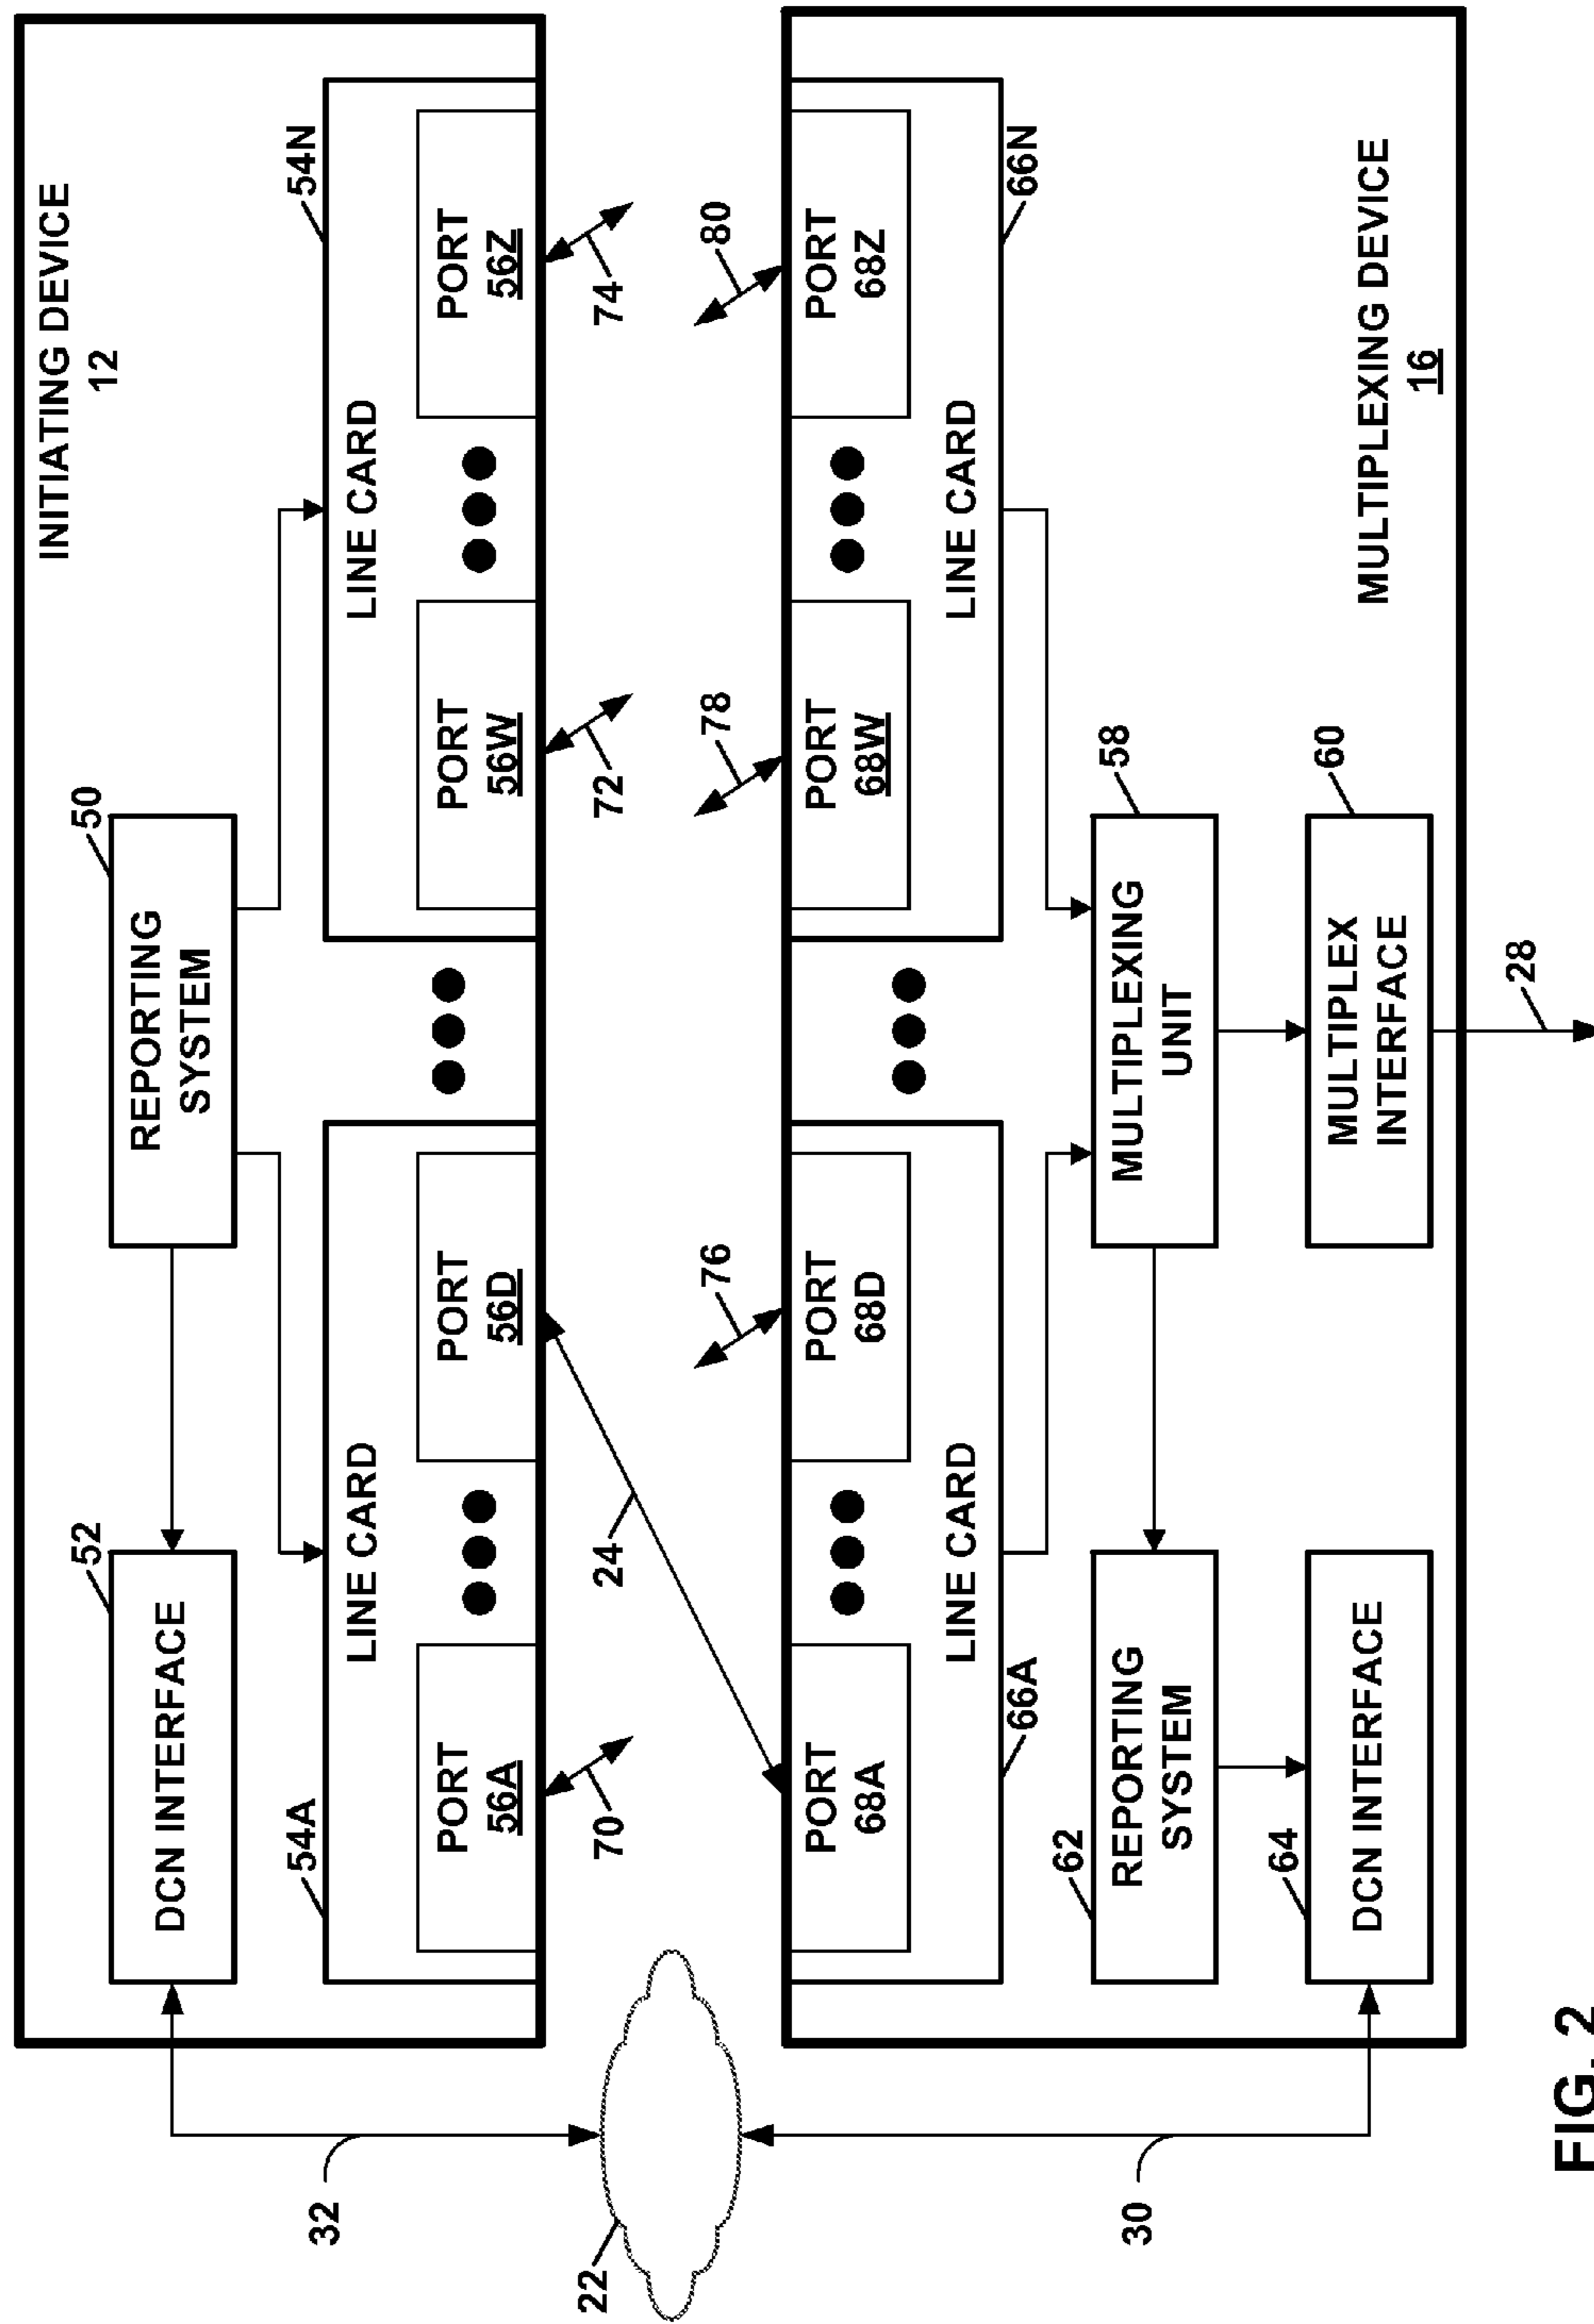 INITIATING DEVICE
12
50
REPORTING
SYSTEM
52
DCN INTERFACE
54A
LINE CARD
PORT
56A
PORT
56D
54N
LINE CARD
PORT
56W
PORT
56Z
32
22
30
70
24
72
74
76
78
80
PORT
68A
PORT
68D
LINE CARD
66A
PORT
68W
PORT
68Z
LINE CARD
66N
58
MULTIPLEXING
UNIT
62
REPORTING
SYSTEM
60
MULTIPLEX
INTERFACE
64
DCN INTERFACE
MULTIPLEXING DEVICE
16
28
FIG. 2